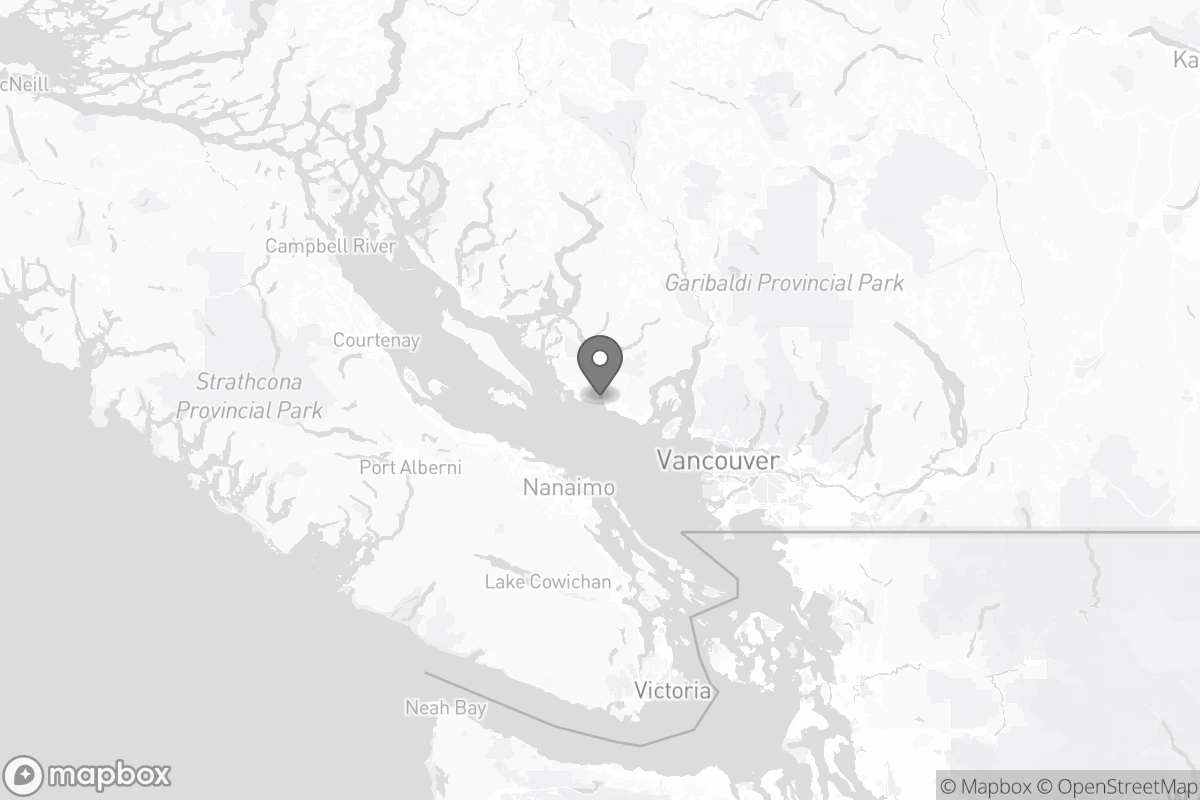 cNeill
Ka
Campbell River
Garibaldi Provincial Park
Courtenay
Strathcona
Provincial Park
Vancouver
Port Alberni
Nanaimo
Lake Cowichan
Victoria
Neah Bay
mapbox
© Mapbox © OpenStreetMap